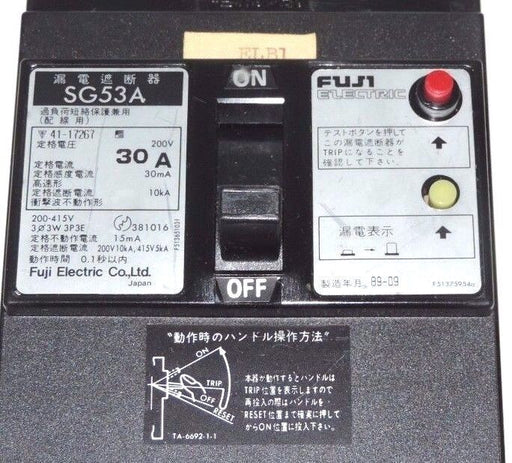 ELB1
漏電遮断器
SG53A
過負荷短絡保護兼用
(配線用)
41-17267
定格電圧 200V
定格電流 30A
定格感度電流 30mA
高速形
定格遮断電流 10kA
衝撃波不動作形
200-415V
3ø3W 3P3E 381016
定格不動作電流 15mA
定格遮断電流 200V10kA, 415V5kA
動作時間 0.1秒以内
Fuji Electric Co.,Ltd.
Japan
ON
OFF
FUJI
ELECTRIC
テストボタンを押して
この漏電遮断器が
TRIPになることを
確認して下さい.
漏電表示
製造年月 89-09
"動作時のハンドル操作方法"
ON
TRIP
OFF
RESET
本器が動作するとハンドルは
TRIP位置を表示しますので
再投入の際はハンドルを
RESET位置まで確実に押して
からON位置に投入下さい.
TA-6692-1-1